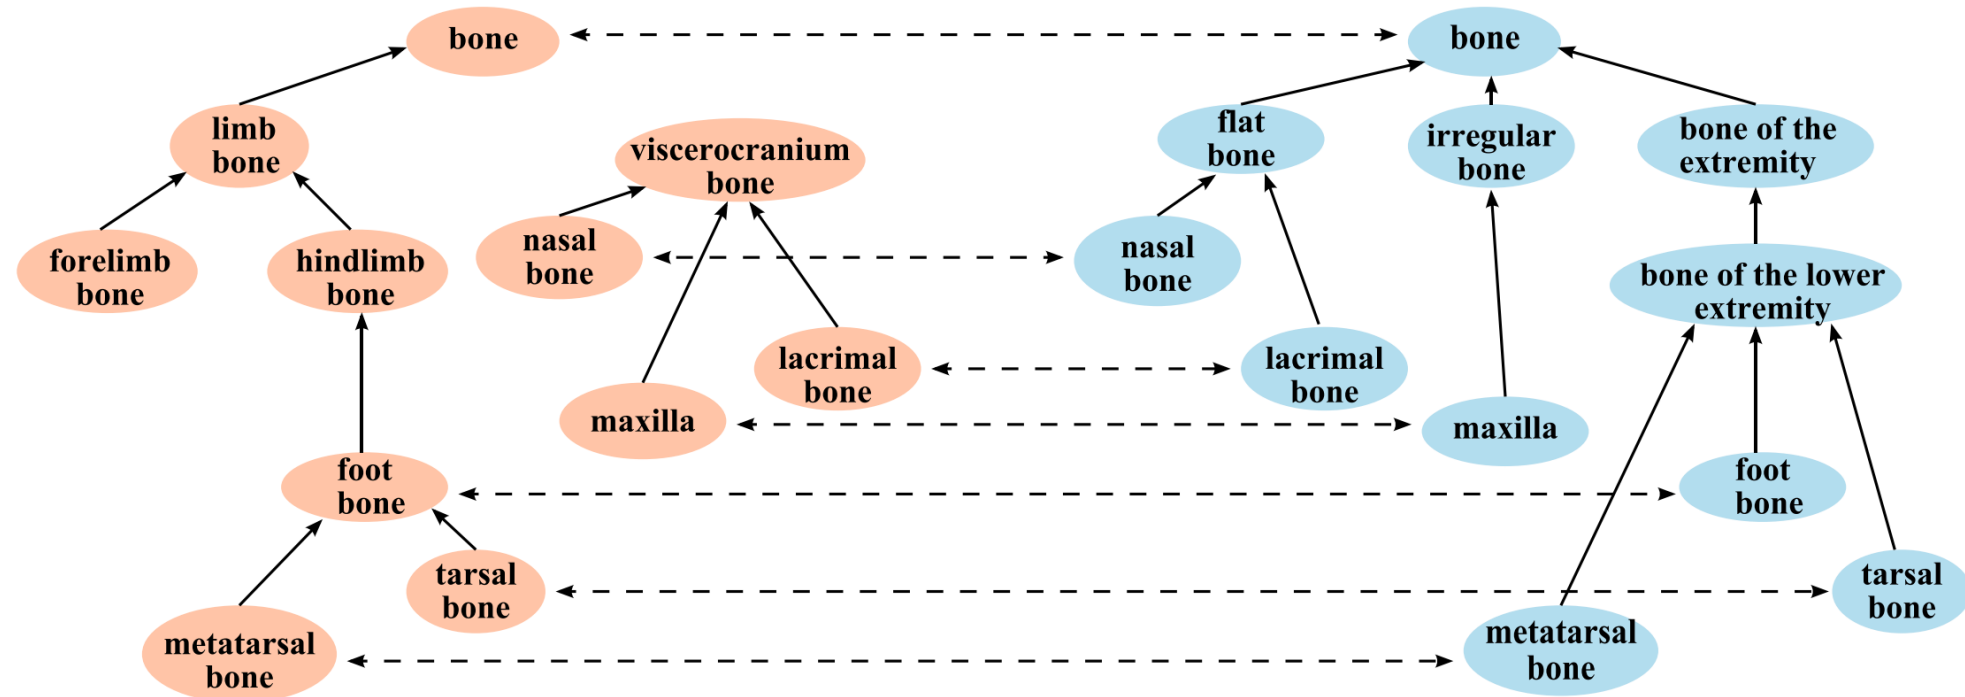 bone
bone
limb
bone
viscerocranium
bone
flat
bone
irregular
bone
bone of the
extremity
forelimb
bone
hindlimb
bone
nasal
bone
nasal
bone
bone of the lower
extremity
lacrimal
bone
lacrimal
bone
maxilla
maxilla
foot
bone
foot
bone
tarsal
bone
tarsal
bone
metatarsal
bone
metatarsal
bone